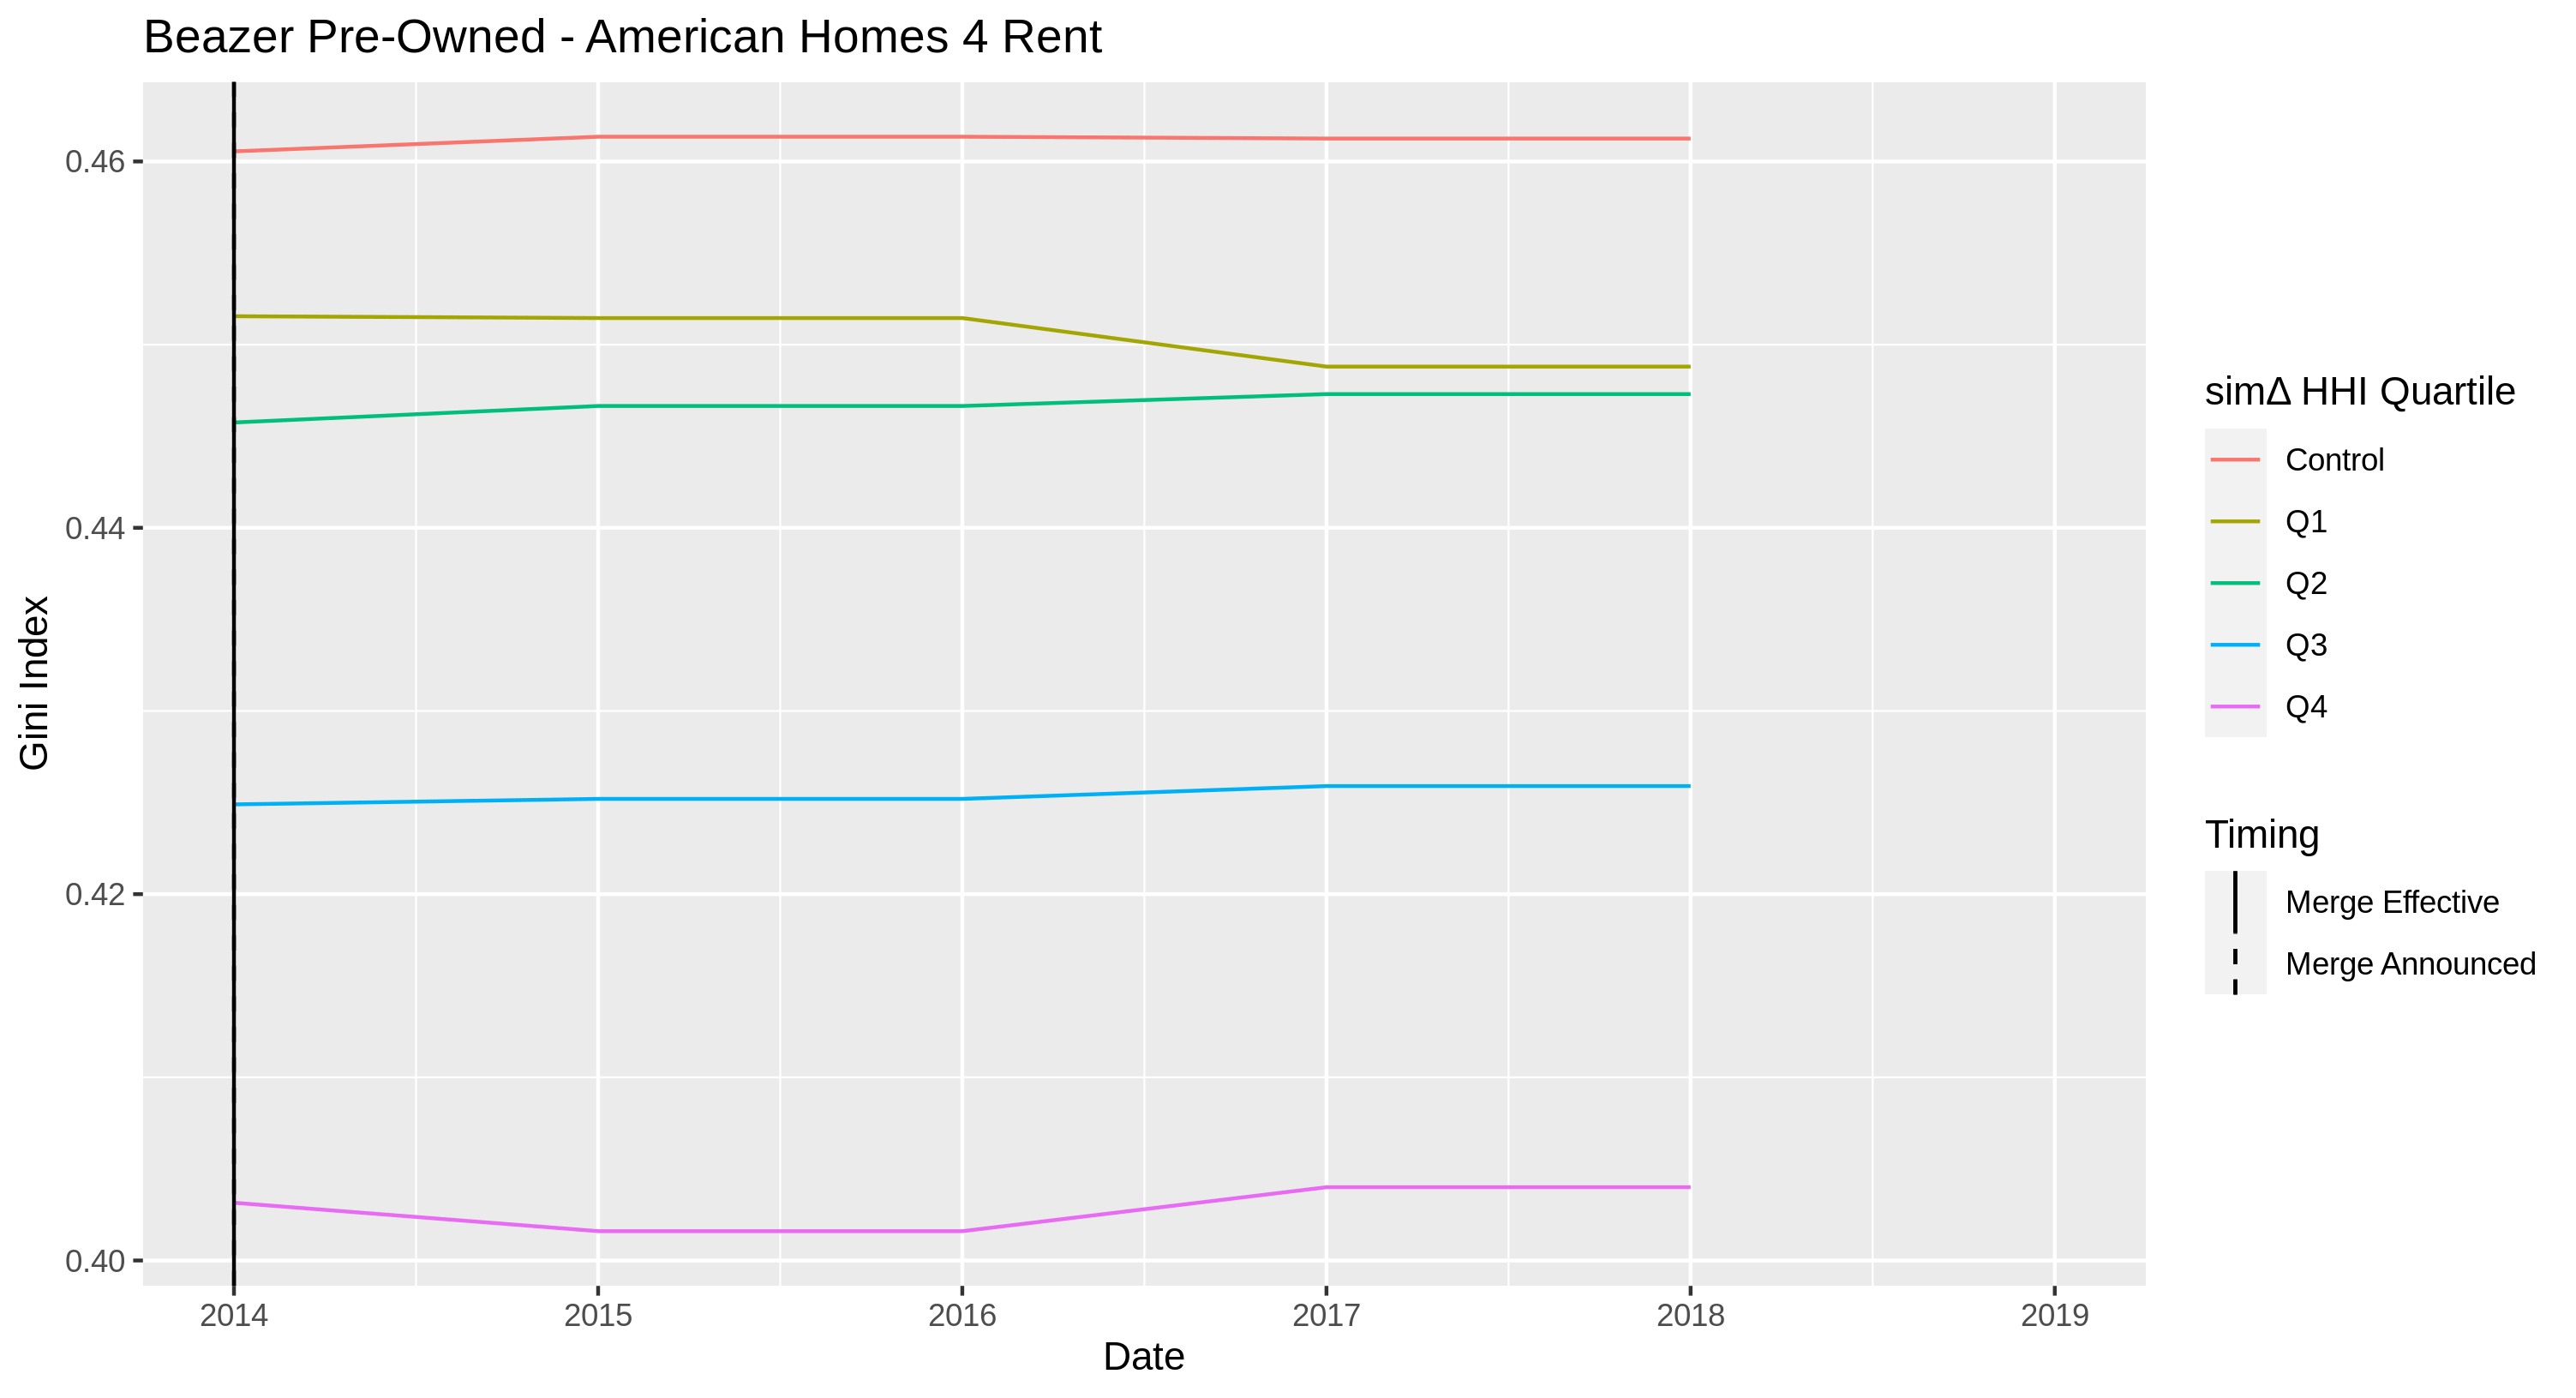 Beazer Pre-Owned - American Homes 4 Rent
Gini Index
0.46
0.44
0.42
0.40
2014 2015 2016 2017 2018 2019
Date
simΔ HHI Quartile
Control
Q1
Q2
Q3
Q4
Timing
Merge Effective
Merge Announced